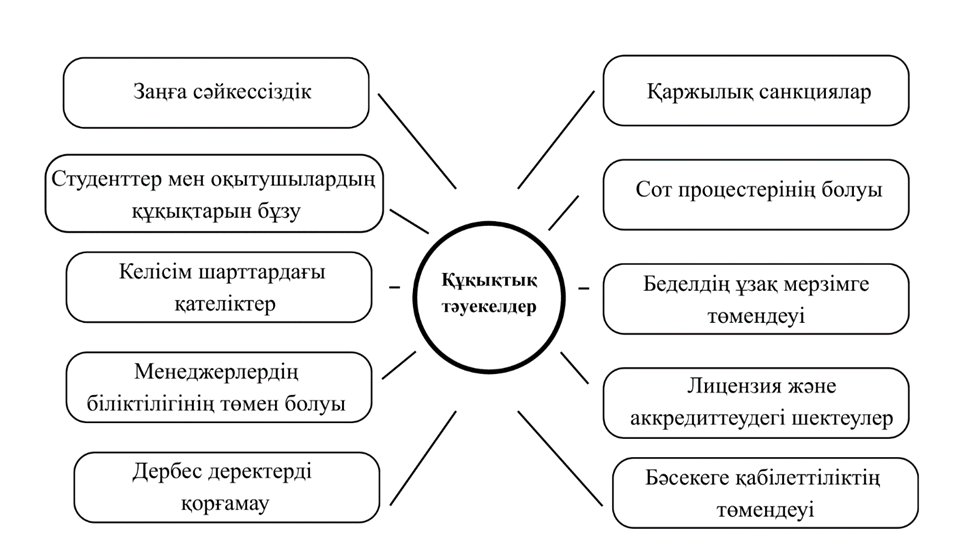 Заңға сәйкессіздік
Студенттер мен оқытушылардың
құқықтарын бұзу
Келісім шарттардағы
қателіктер
Менеджерлердің
біліктілігінің төмен болуы
Дербес деректерді
қорғамау
Құқықтық
тәуекелдер
Қаржылық санкциялар
Сот процестерінің болуы
Беделдің ұзақ мерзімге
төмендеуі
Лицензия және
аккредиттеудегі шектеулер
Бәсекеге қабілеттіліктің
төмендеуі